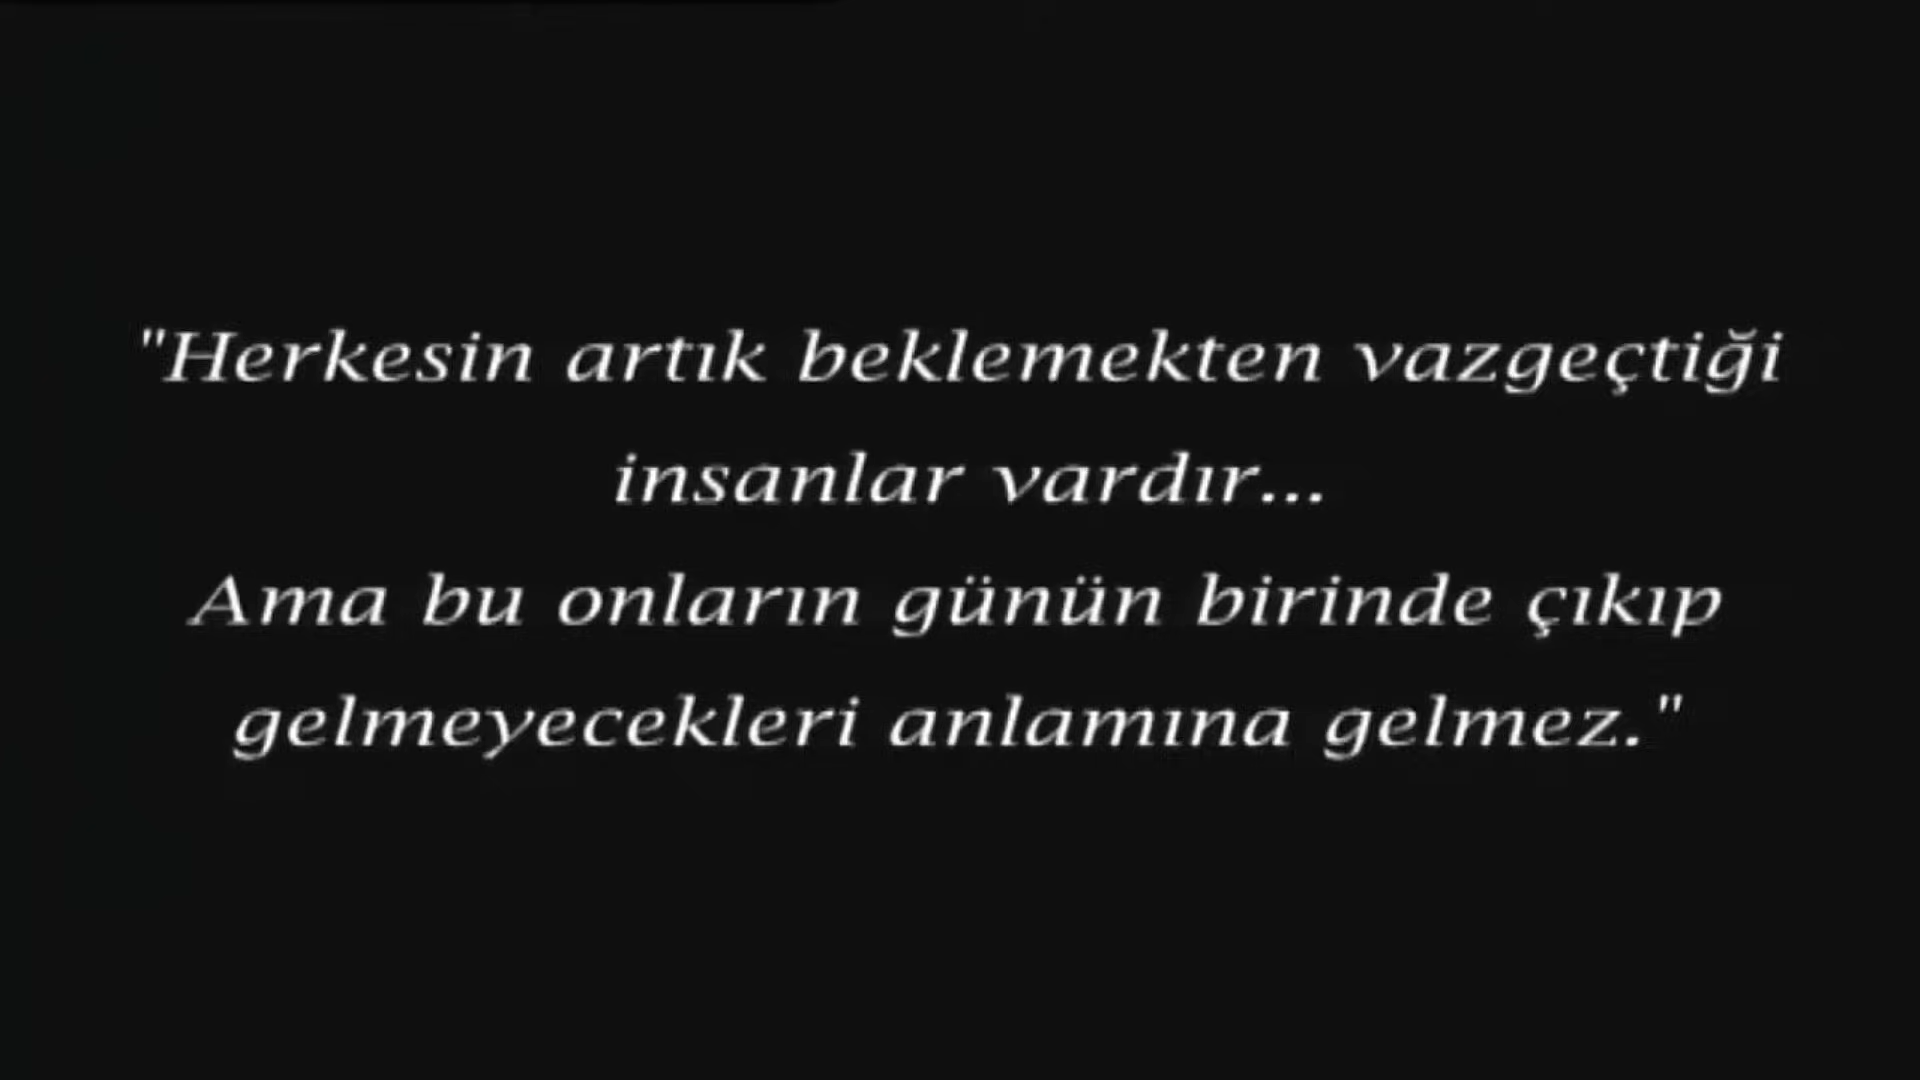 "Herkesin artık beklemekten vazgeçtiği
insanlar vardır...
Ama bu onların günün birinde çıkıp
gelmeyecekleri anlamına gelmez."